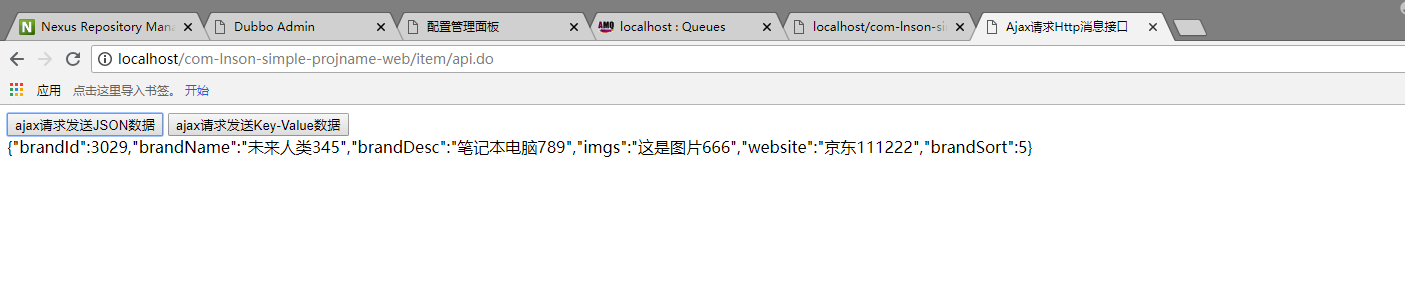 Nexus Repository Mana Dubbo Admin 配置管理面板 AMQ localhost : Queues localhost/com-lnson-si Ajax请求Http消息接口
localhost/com-lnson-simple-projname-web/item/api.do
应用 点击这里导入书签。 开始
ajax请求发送JSON数据 ajax请求发送Key-Value数据
{"brandId":3029,"brandName":"未来人类345","brandDesc":"笔记本电脑789","imgs":"这是图片666","website":"京东111222","brandSort":5}